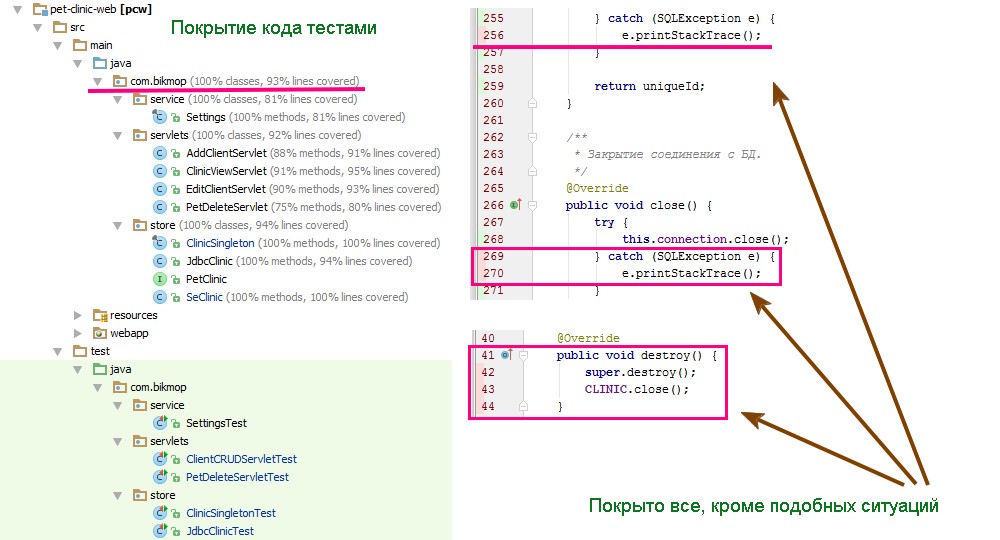 Покрытие кода тестами
pet-clinic-web [pcw]
src
main
java
com.bikmop (100% classes, 93% lines covered)
service (100% classes, 81% lines covered)
Settings (100% methods, 81% lines covered)
servlets (100% classes, 92% lines covered)
AddClientServlet (88% methods, 91% lines covered)
ClinicViewServlet (91% methods, 95% lines covered)
EditClientServlet (90% methods, 93% lines covered)
PetDeleteServlet (75% methods, 80% lines covered)
store (100% classes, 94% lines covered)
ClinicSingleton (100% methods, 100% lines covered)
JdbcClinic (100% methods, 94% lines covered)
PetClinic
SeClinic (100% methods, 100% lines covered)
resources
webapp
test
java
com.bikmop
service
SettingsTest
servlets
ClientCRUDServletTest
PetDeleteServletTest
store
ClinicSingletonTest
JdbcClinicTest
255 } catch (SQLException e) {
256 e.printStackTrace();
257 }
258
259 return uniqueId;
260 }
261
262 /**
263 * Закрытие соединения с БД.
264 */
265 @Override
266 public void close() {
267 try {
268 this.connection.close();
269 } catch (SQLException e) {
270 e.printStackTrace();
271 }
40 @Override
41 public void destroy() {
42 super.destroy();
43 CLINIC.close();
44 }
Покрыто все, кроме подобных ситуаций